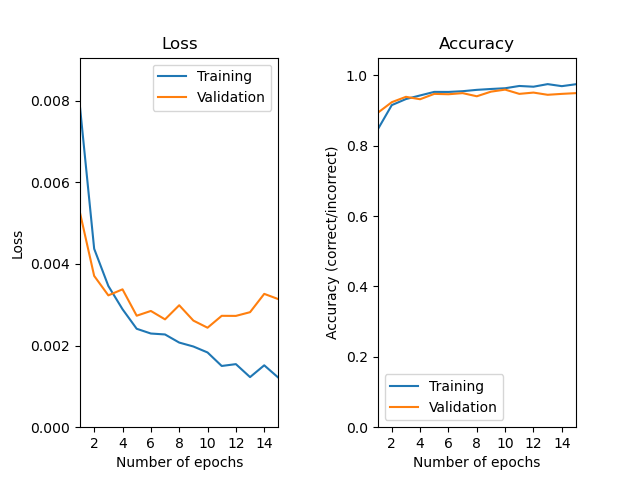 Loss
Training
Validation
0.008
0.006
0.004
0.002
0.000
Loss
2 4 6 8 10 12 14
Number of epochs
Accuracy
1.0
0.8
0.6
0.4
0.2
0.0
Accuracy (correct/incorrect)
Training
Validation
2 4 6 8 10 12 14
Number of epochs